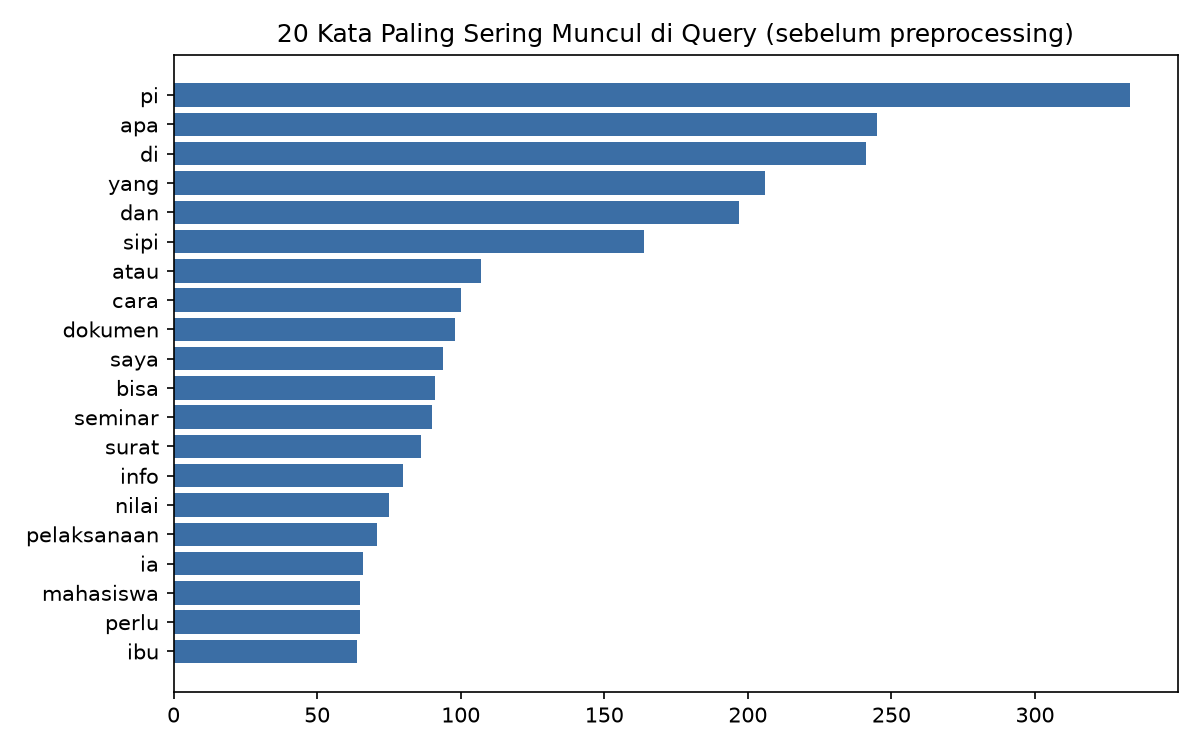 20 Kata Paling Sering Muncul di Query (sebelum preprocessing)
pi
apa
di
yang
dan
sipi
atau
cara
dokumen
saya
bisa
seminar
surat
info
nilai
pelaksanaan
ia
mahasiswa
perlu
ibu
0 50 100 150 200 250 300